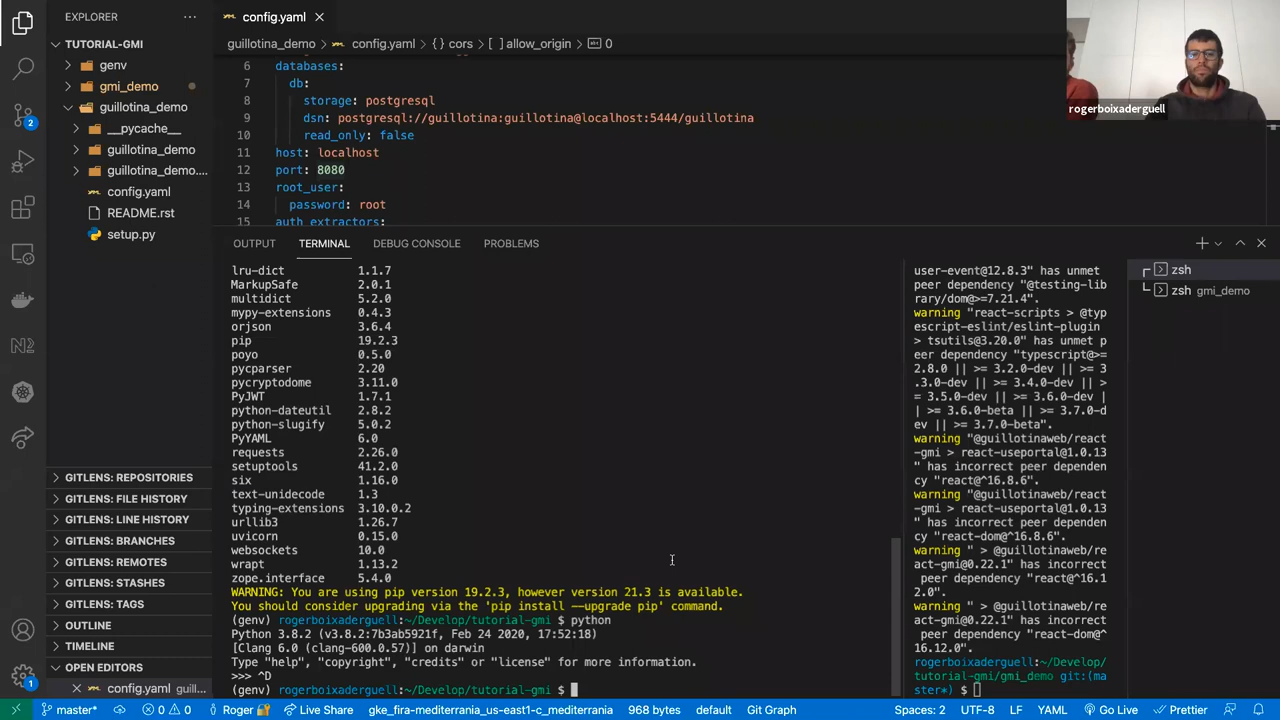 EXPLORER
TUTORIAL-GMI
genv
gmi_demo
guillotina_demo
__pycache__
guillotina_demo
guillotina_demo....
config.yaml
README.rst
setup.py
GITLENS: REPOSITORIES
GITLENS: FILE HISTORY
GITLENS: LINE HISTORY
GITLENS: BRANCHES
GITLENS: REMOTES
GITLENS: STASHES
GITLENS: TAGS
OUTLINE
TIMELINE
OPEN EDITORS
config.yaml guill...
config.yaml
guillotina_demo > config.yaml > {} cors > [ ] allow_origin > 0
6 databases:
7 db:
8 storage: postgresql
9 dsn: postgresql://guillotina:guillotina@localhost:5444/guillotina
10 read_only: false
11 host: localhost
12 port: 8080
13 root_user:
14 password: root
15 auth_extractors:
rogerboixaderguell
OUTPUT TERMINAL DEBUG CONSOLE PROBLEMS
lru-dict 1.1.7
MarkupSafe 2.0.1
multidict 5.2.0
mypy-extensions 0.4.3
orjson 3.6.4
pip 19.2.3
poyo 0.5.0
pycparser 2.20
pycryptodome 3.11.0
PyJWT 1.7.1
python-dateutil 2.8.2
python-slugify 5.0.2
PyYAML 6.0
requests 2.26.0
setuptools 41.2.0
six 1.16.0
text-unidecode 1.3
typing-extensions 3.10.0.2
urllib3 1.26.7
uvicorn 0.15.0
websockets 10.0
wrapt 1.13.2
zope.interface 5.4.0
WARNING: You are using pip version 19.2.3, however version 21.3 is available.
You should consider upgrading via the 'pip install --upgrade pip' command.
(genv) rogerboixaderguell:~/Develop/tutorial-gmi $ python
Python 3.8.2 (v3.8.2:7b3ab5921f, Feb 24 2020, 17:52:18)
[Clang 6.0 (clang-600.0.57)] on darwin
Type "help", "copyright", "credits" or "license" for more information.
>>> ^D
(genv) rogerboixaderguell:~/Develop/tutorial-gmi $
user-event@12.8.3" has unmet
peer dependency "@testing-lib
rary/dom@>=7.21.4".
warning "react-scripts > @typ
escript-eslint/eslint-plugin
> tsutils@3.20.0" has unmet p
eer dependency "typescript@>=
2.8.0 || >= 3.2.0-dev || >= 3
.3.0-dev || >= 3.4.0-dev || >
= 3.5.0-dev || >= 3.6.0-dev |
| >= 3.6.0-beta || >= 3.7.0-d
ev || >= 3.7.0-beta".
warning "@guillotinaweb/react
-gmi > react-useportal@1.0.13
" has incorrect peer dependen
cy "react@^16.8.6".
warning "@guillotinaweb/react
-gmi > react-useportal@1.0.13
" has incorrect peer dependen
cy "react-dom@^16.8.6".
warning " > @guillotinaweb/re
act-gmi@0.22.1" has incorrect
peer dependency "react@^16.1
2.0".
warning " > @guillotinaweb/re
act-gmi@0.22.1" has incorrect
peer dependency "react-dom@^
16.12.0".
rogerboixaderguell:~/Develop/
tutorial-gmi/gmi_demo git:(ma
ster*) $
zsh
zsh gmi_demo
2
1
master* 0 0 Roger Live Share gke_fira-mediterrania_us-east1-c_mediterrania 968 bytes default Git Graph Spaces: 2 UTF-8 LF YAML Go Live Prettier